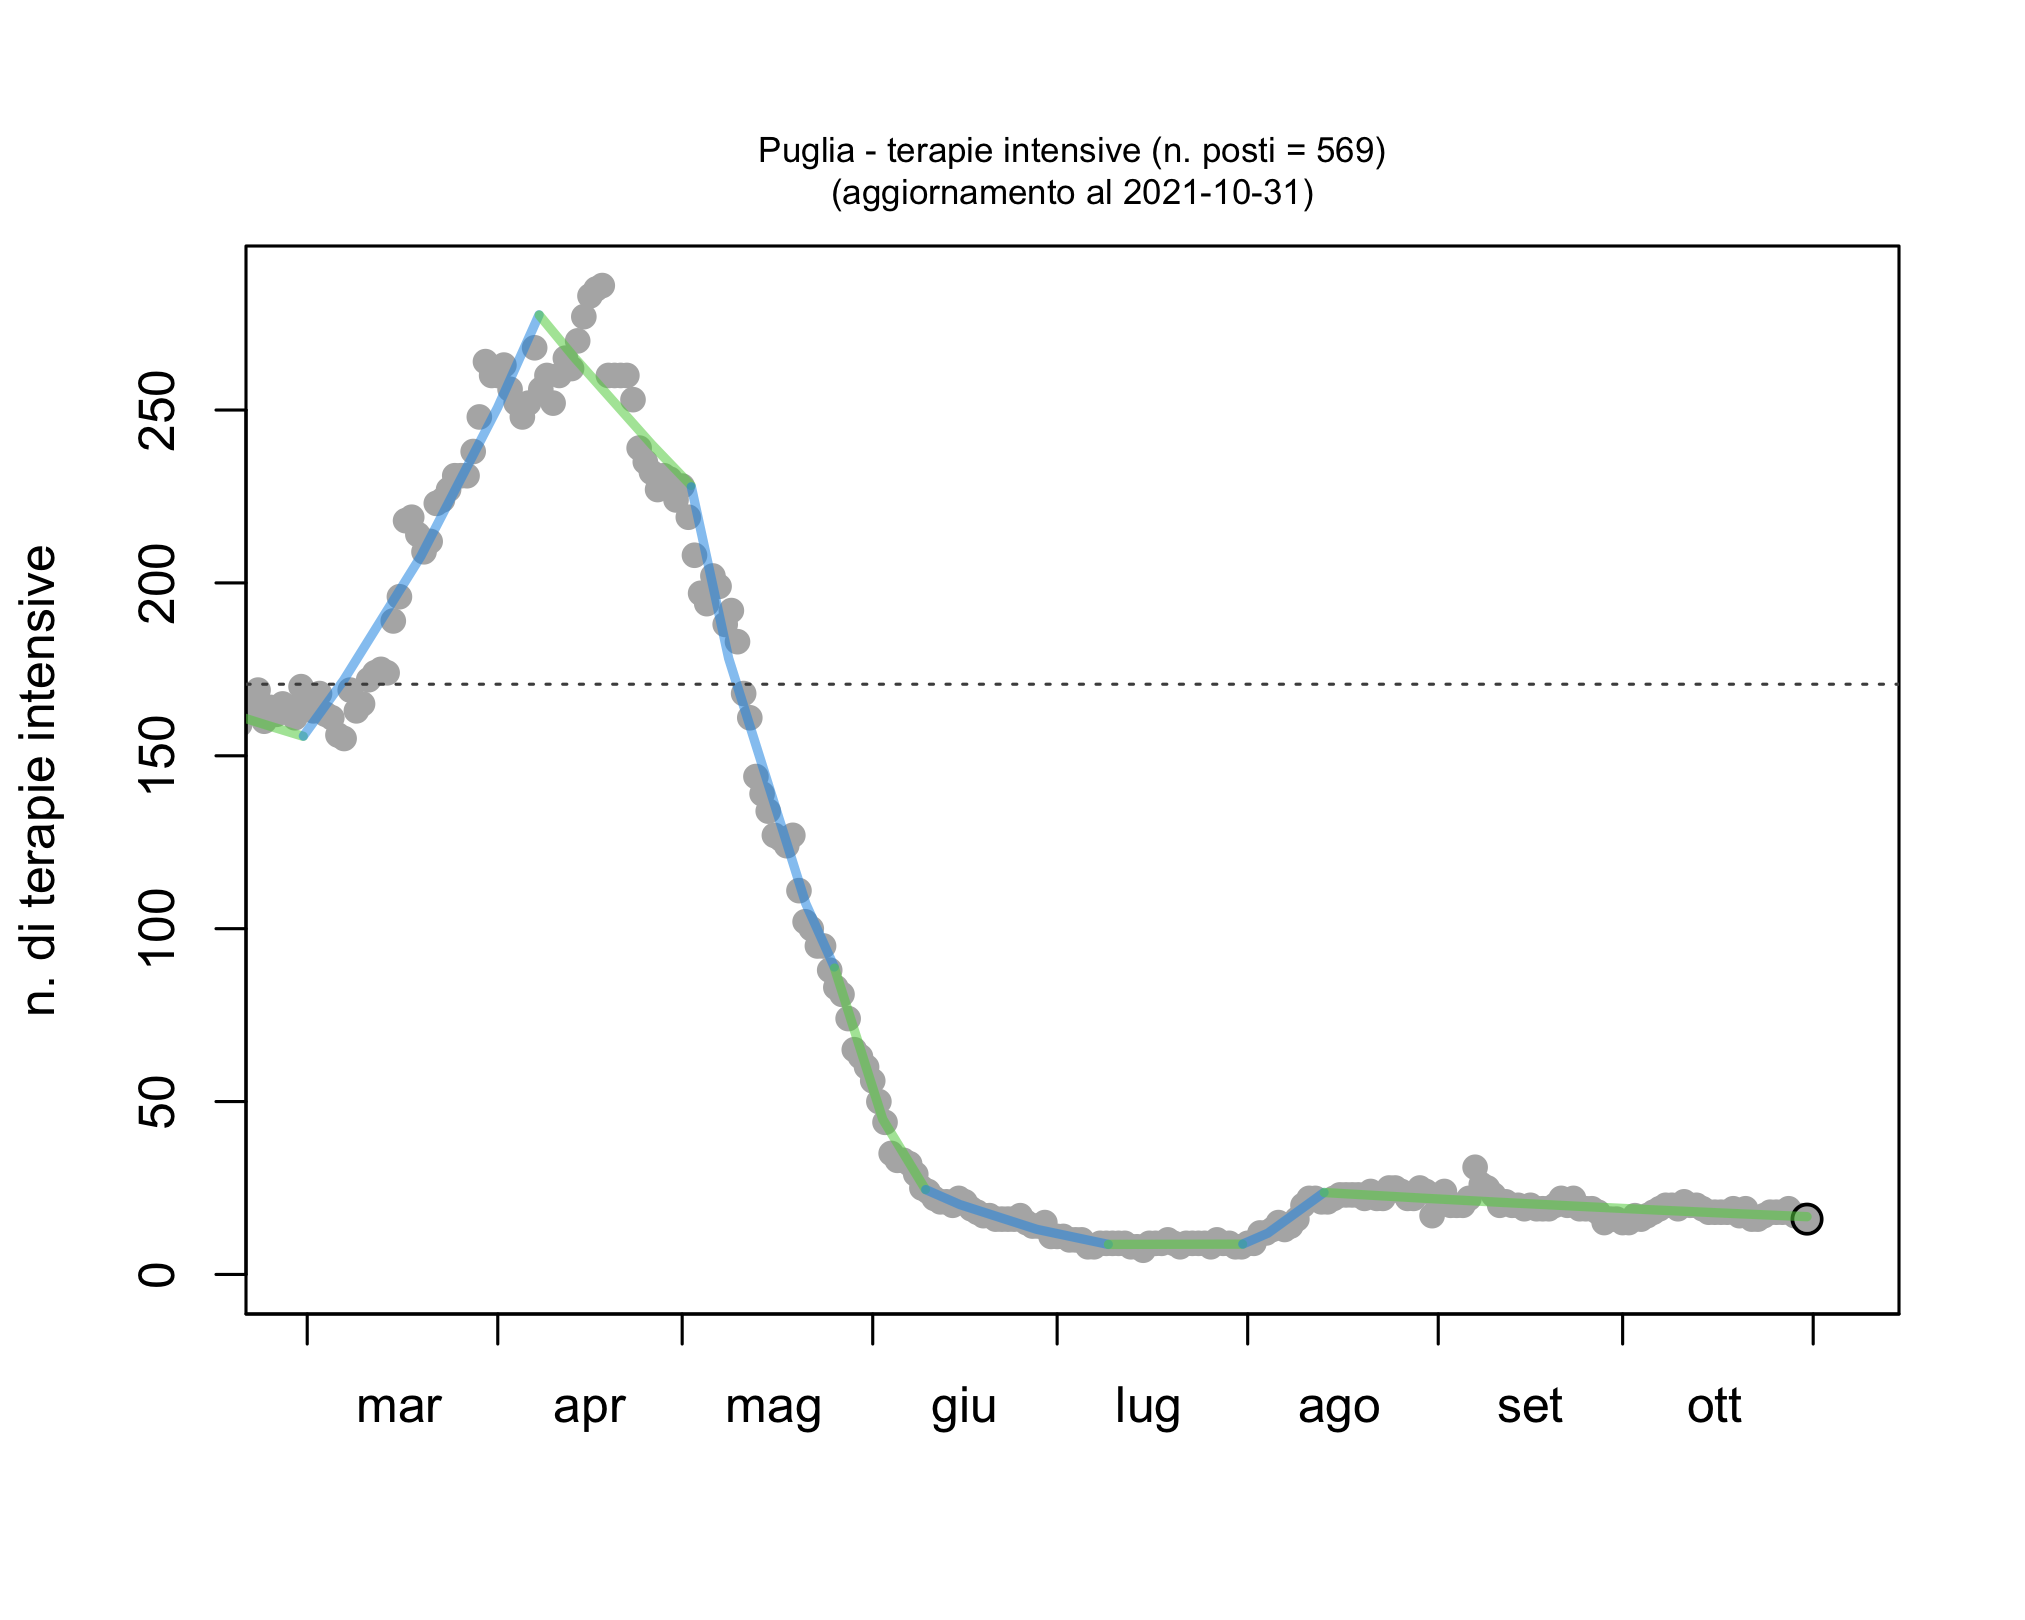 Puglia - terapie intensive (n. posti = 569)
(aggiornamento al 2021-10-31)
n. di terapie intensive
250
200
150
100
50
0
mar apr mag giu lug ago set ott